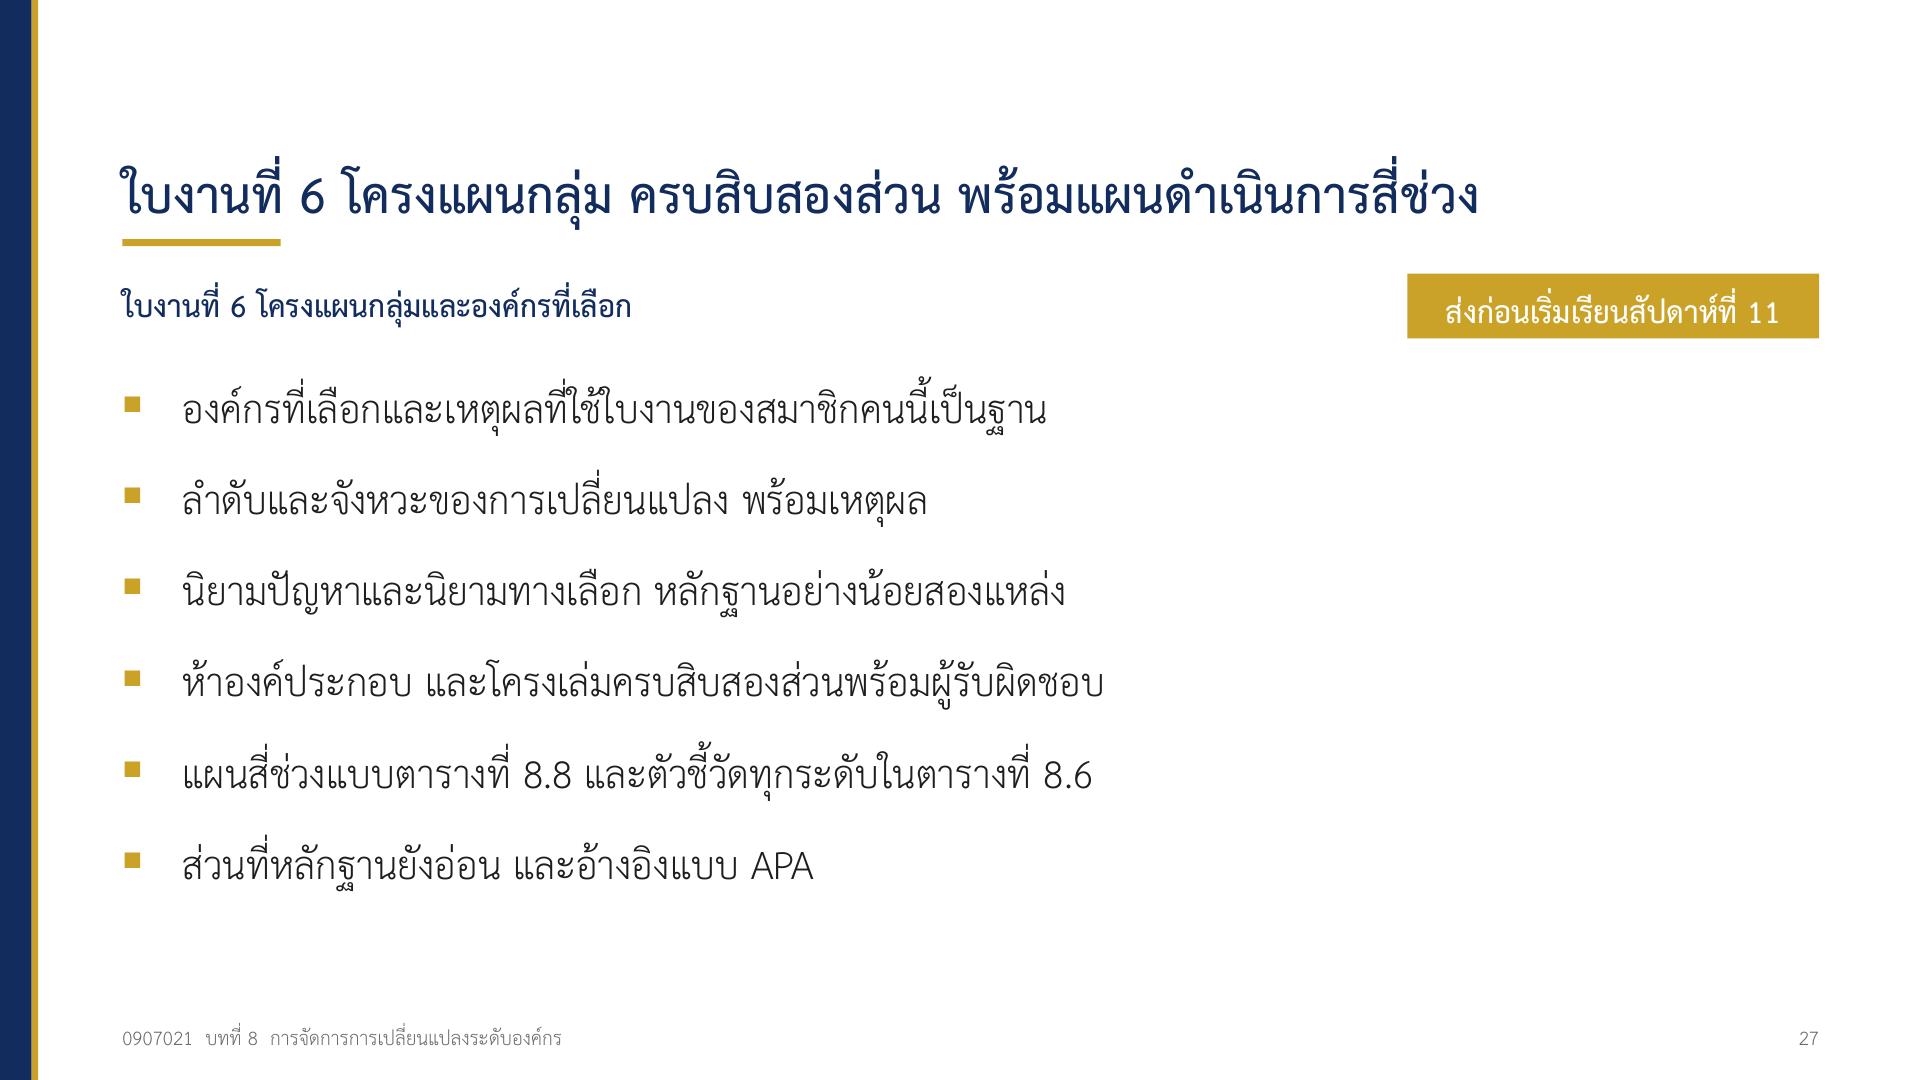 ใบงานที่ 6 โครงแผนกลุ่ม ครบสิบสองส่วน พร้อมแผนดำเนินการสี่ช่วง
ใบงานที่ 6 โครงแผนกลุ่มและองค์กรที่เลือก
ส่งก่อนเริ่มเรียนสัปดาห์ที่ 11
องค์กรที่เลือกและเหตุผลที่ใช้ใบงานของสมาชิกคนนี้เป็นฐาน
ลำดับและจังหวะของการเปลี่ยนแปลง พร้อมเหตุผล
นิยามปัญหาและนิยามทางเลือก หลักฐานอย่างน้อยสองแหล่ง
ห้าองค์ประกอบ และโครงเล่มครบสิบสองส่วนพร้อมผู้รับผิดชอบ
แผนสี่ช่วงแบบตารางที่ 8.8 และตัวชี้วัดทุกระดับในตารางที่ 8.6
ส่วนที่หลักฐานยังอ่อน และอ้างอิงแบบ APA
0907021 บทที่ 8 การจัดการการเปลี่ยนแปลงระดับองค์กร
27